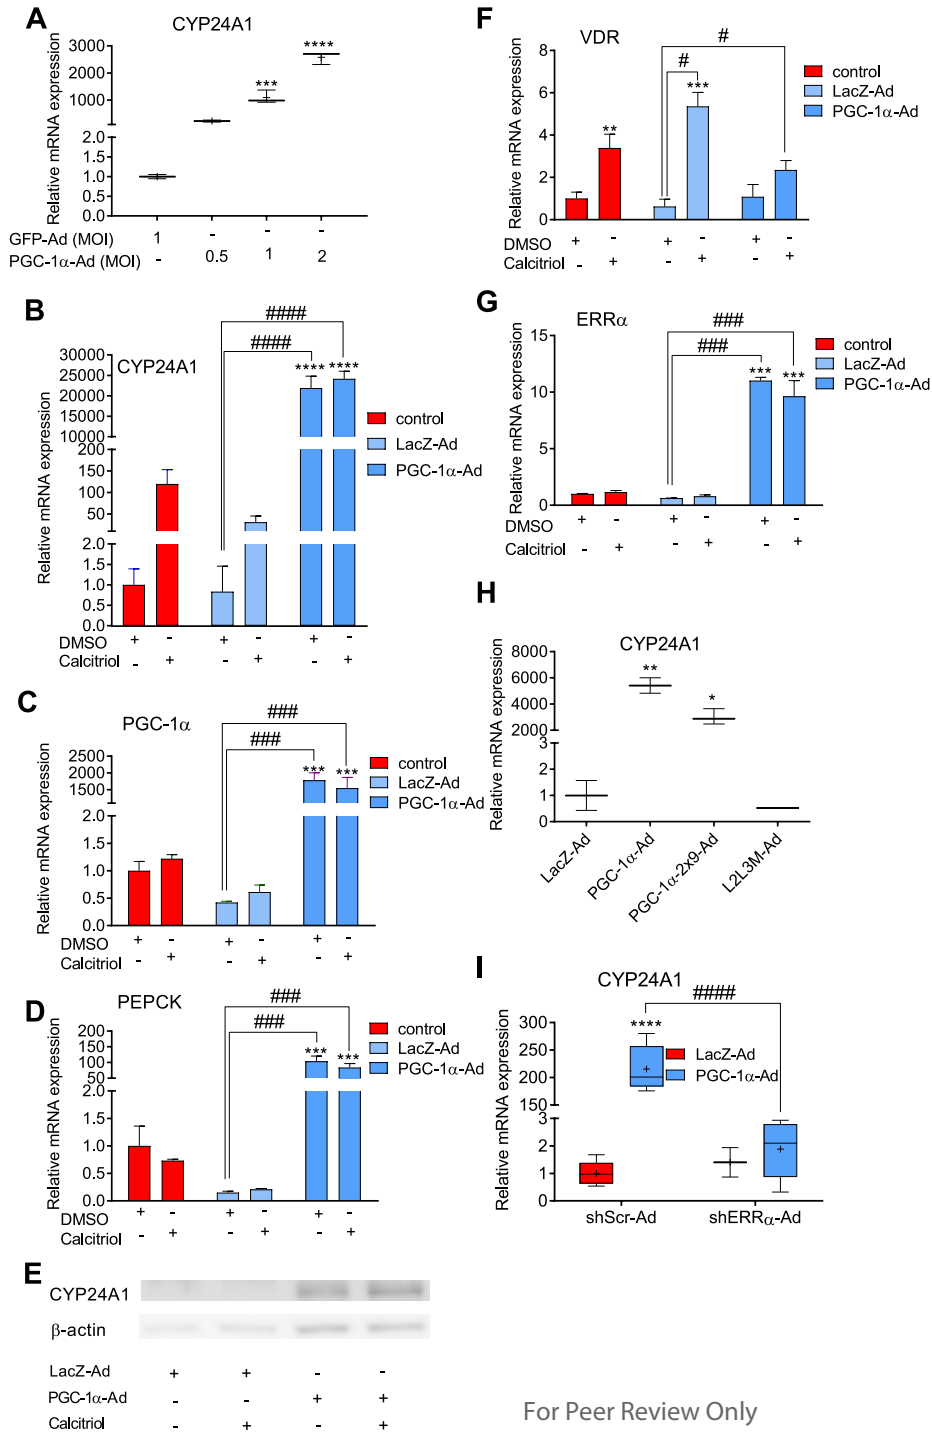 A
CYP24A1
Relative mRNA expression
3000
2000
1000
2.0
1.5
1.0
0.5
0.0
*** ****
GFP-Ad (MOI) 1 - - -
PGC-1α-Ad (MOI) - 0.5 1 2
B
CYP24A1
Relative mRNA expression
30000
25000
20000
15000
10000
200
150
100
50
2.0
1.5
1.0
0.5
0.0
####
####
**** ****
control
LacZ-Ad
PGC-1α-Ad
DMSO + - + - + -
Calcitriol - + - + - +
C
PGC-1α
Relative mRNA expression
2500
2000
1500
1000
500
1.5
1.0
0.5
0.0
###
###
*** ***
control
LacZ-Ad
PGC-1α-Ad
DMSO + - + - + -
Calcitriol - + - + - +
D
PEPCK
Relative mRNA expression
200
150
100
50
2.0
1.5
1.0
0.5
0.0
###
###
*** ***
control
LacZ-Ad
PGC-1α-Ad
DMSO + - + - + -
Calcitriol - + - + - +
E
CYP24A1
β-actin
LacZ-Ad + + - -
PGC-1α-Ad - - + +
Calcitriol - + - +
F
VDR
Relative mRNA expression
8
6
4
2
0
#
#
** ***
control
LacZ-Ad
PGC-1α-Ad
DMSO + - + - + -
Calcitriol - + - + - +
G
ERRα
Relative mRNA expression
15
10
5
0
###
###
*** ***
control
LacZ-Ad
PGC-1α-Ad
DMSO + - + - + -
Calcitriol - + - + - +
H
CYP24A1
Relative mRNA expression
8000
6000
4000
2000
3
2
1
0
** *
LacZ-Ad
PGC-1α-Ad
PGC-1α-2x9-Ad
L2L3M-Ad
I
CYP24A1
Relative mRNA expression
300
250
200
150
3
2
1
0
####
****
LacZ-Ad
PGC-1α-Ad
shScr-Ad shERRα-Ad
For Peer Review Only